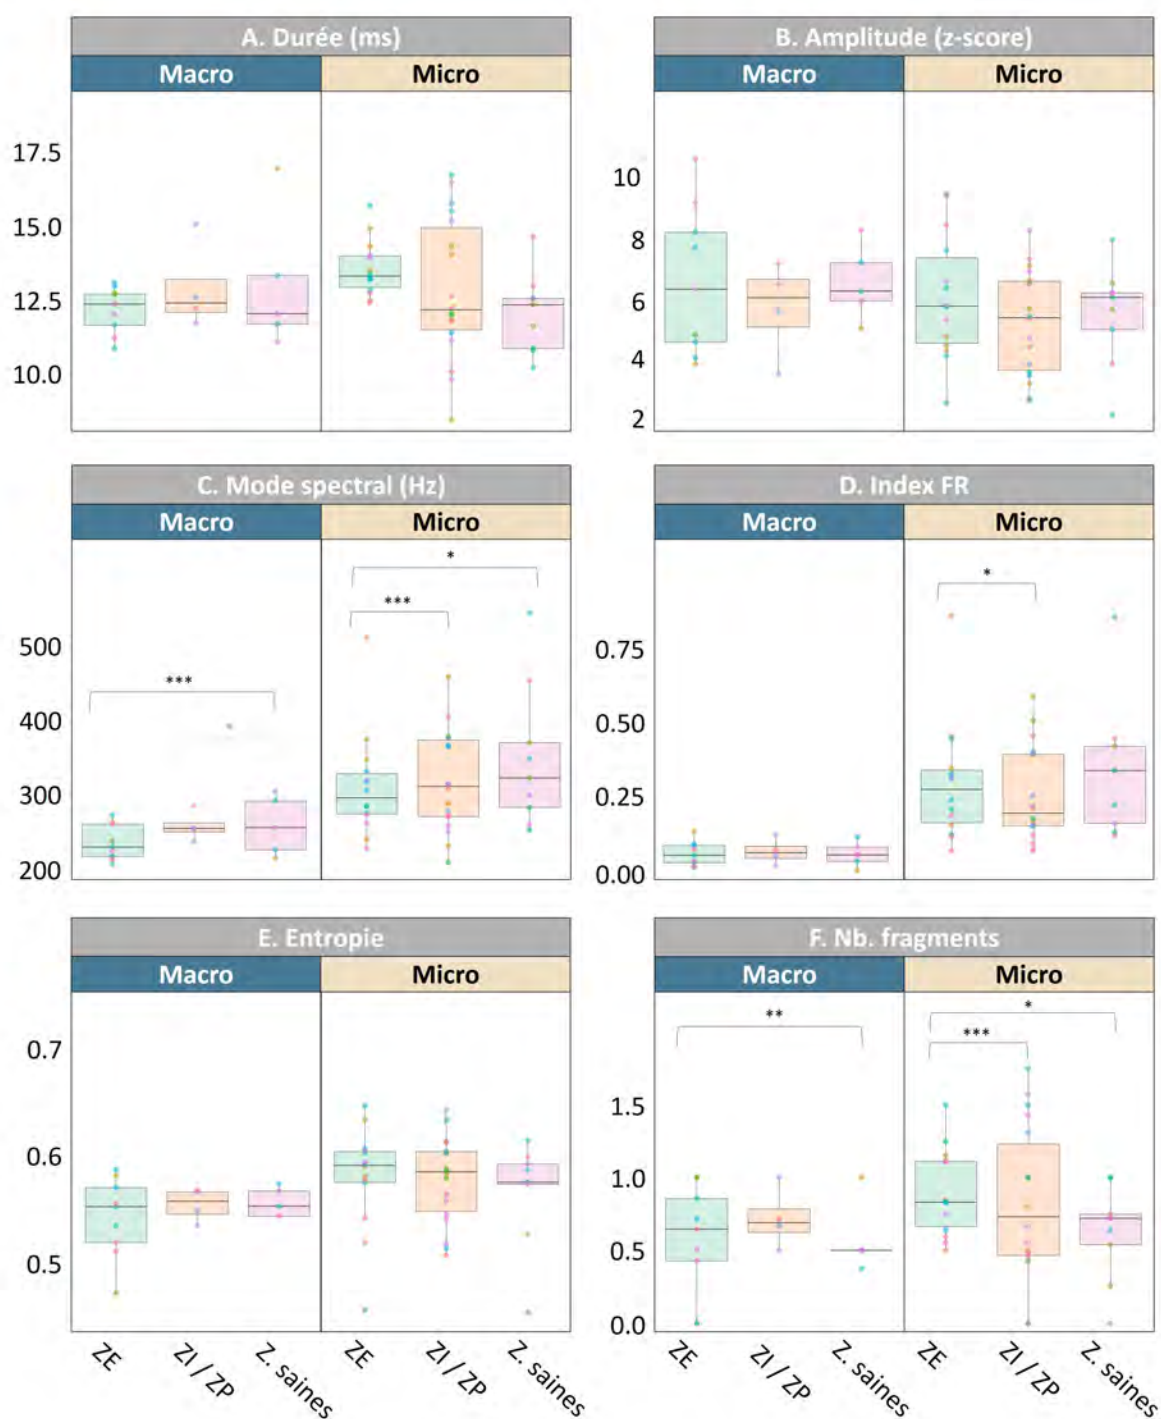 A. Durée (ms)
Macro Micro
17.5
15.0
12.5
10.0
B. Amplitude (z-score)
Macro Micro
10
8
6
4
2
C. Mode spectral (Hz)
Macro Micro
*
***
***
500
400
300
200
D. Index FR
Macro Micro
*
0.75
0.50
0.25
0.00
E. Entropie
Macro Micro
0.7
0.6
0.5
ZE ZI / ZP Z. saines ZE ZI / ZP Z. saines
F. Nb. fragments
Macro Micro
**
*
***
1.5
1.0
0.5
0.0
ZE ZI / ZP Z. saines ZE ZI / ZP Z. saines